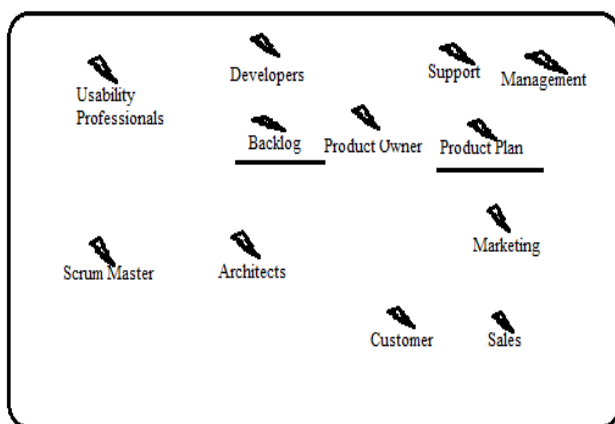 Developers
Support
Management
Usability
Professionals
Backlog
Product Owner
Product Plan
Marketing
Scrum Master
Architects
Customer
Sales